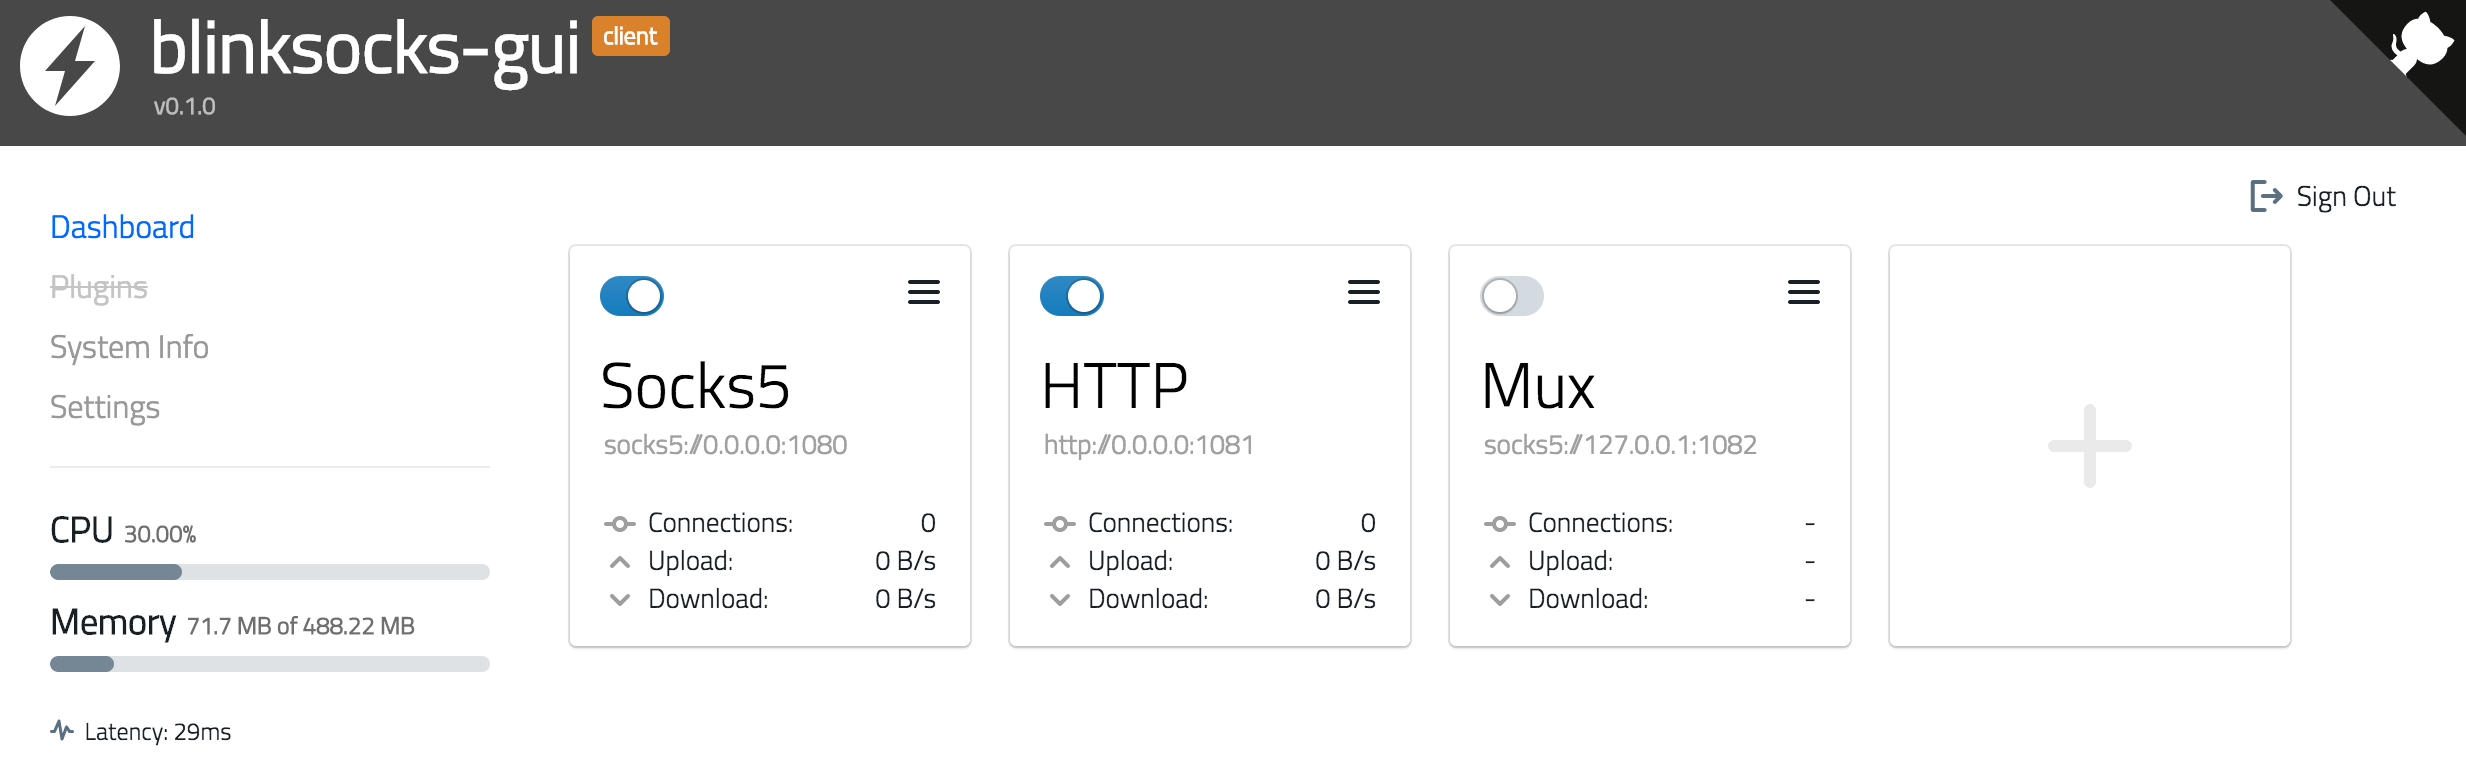 blinksocks-gui client
v0.1.0
Sign Out
Dashboard
Plugins
System Info
Settings
CPU 30.00%
Memory 71.7 MB of 488.22 MB
Latency: 29ms
Socks5
socks5://0.0.0.0:1080
Connections: 0
Upload: 0 B/s
Download: 0 B/s
HTTP
http://0.0.0.0:1081
Connections: 0
Upload: 0 B/s
Download: 0 B/s
Mux
socks5://127.0.0.1:1082
Connections: -
Upload: -
Download: -